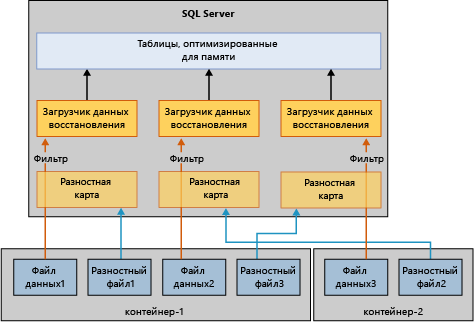 SQL Server
Таблицы, оптимизированные
для памяти
Загрузчик данных
восстановления
Загрузчик данных
восстановления
Загрузчик данных
восстановления
Фильтр
Фильтр
Фильтр
Разностная
карта
Разностная
карта
Разностная
карта
Файл
данных1
Разностный
файл1
Файл
данных2
Разностный
файл3
Файл
данных3
Разностный
файл2
контейнер-1
контейнер-2